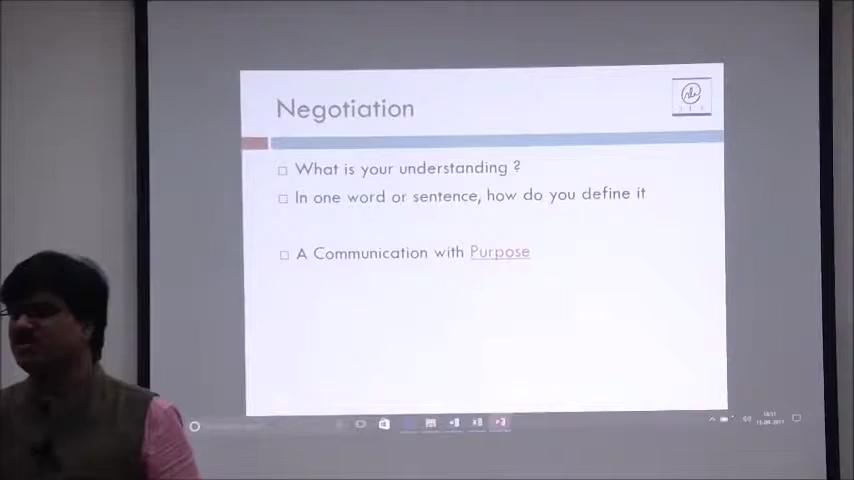 Negotiation
What is your understanding ?
In one word or sentence, how do you define it
A Communication with Purpose